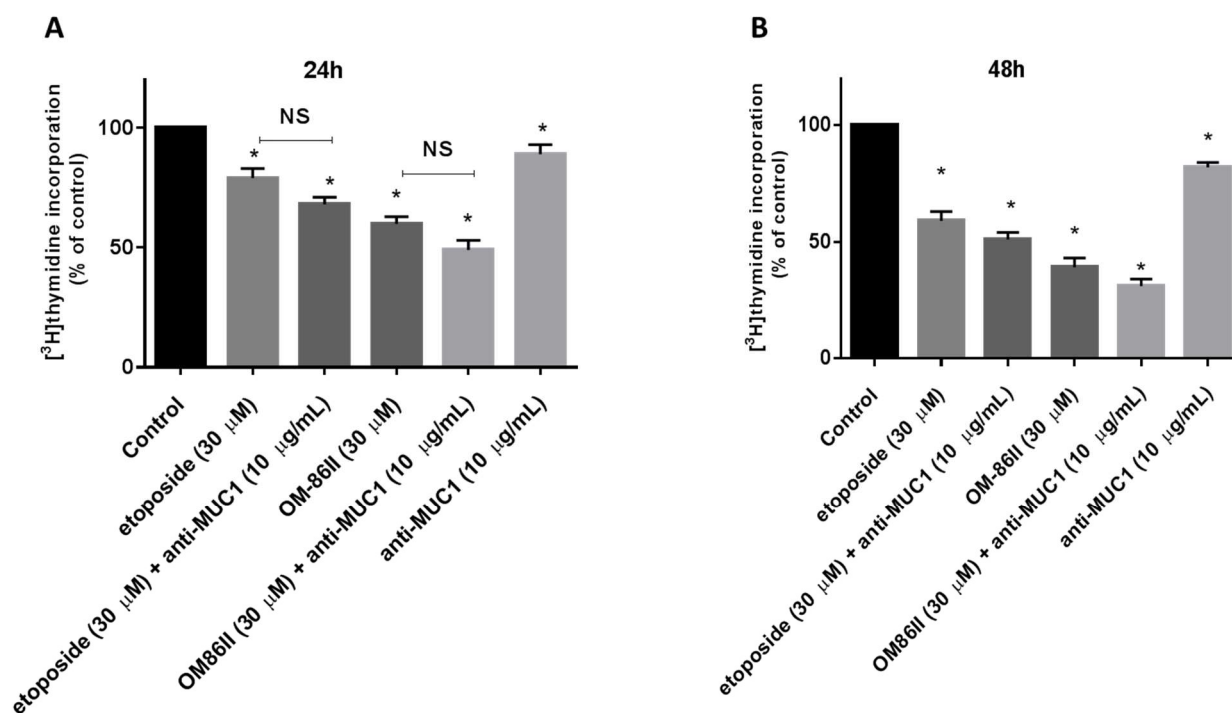 A
24h
[³H]thymidine incorporation
(% of control)
100
50
0
NS
NS
*
*
*
*
*
Control
etoposide (30 μM)
etoposide (30 μM) + anti-MUC1 (10 μg/mL)
OM-86II (30 μM)
OM86II (30 μM) + anti-MUC1 (10 μg/mL)
anti-MUC1 (10 μg/mL)
B
48h
[³H]thymidine incorporation
(% of control)
100
50
0
*
*
*
*
*
Control
etoposide (30 μM)
etoposide (30 μM) + anti-MUC1 (10 μg/mL)
OM-86II (30 μM)
OM86II (30 μM) + anti-MUC1 (10 μg/mL)
anti-MUC1 (10 μg/mL)